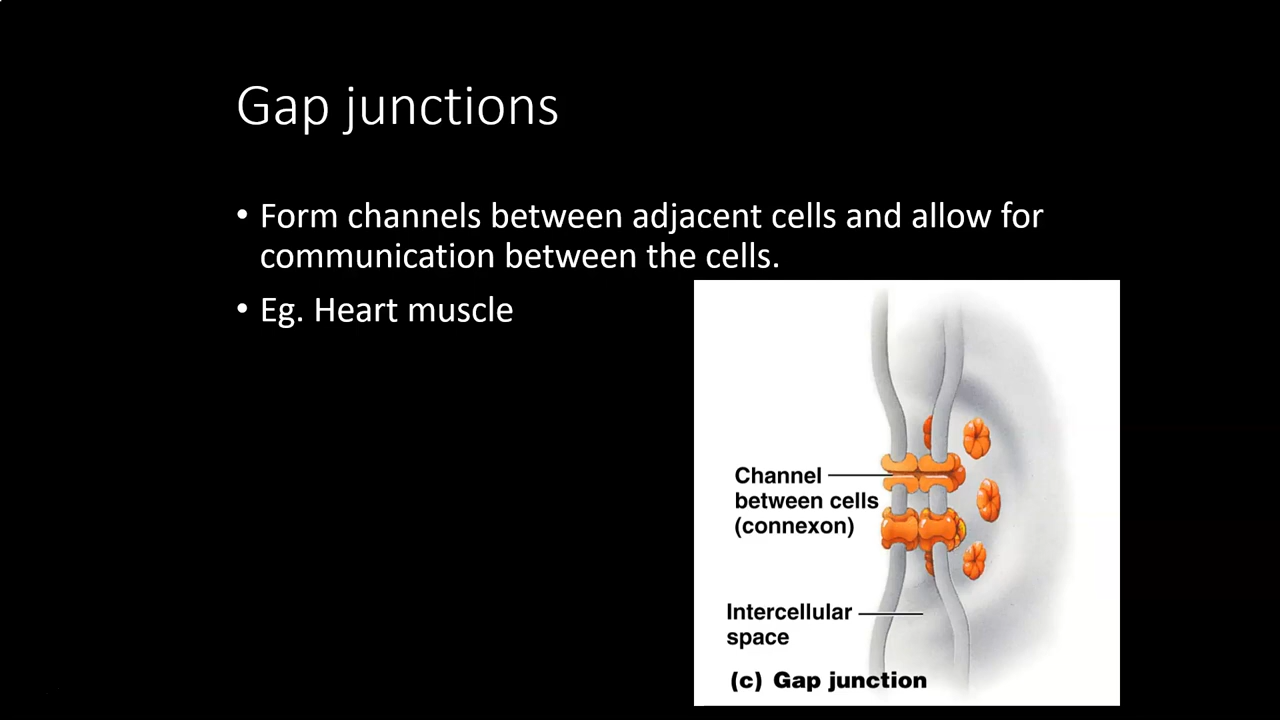 Gap junctions
• Form channels between adjacent cells and allow for
communication between the cells.
• Eg. Heart muscle
Channel
between cells
(connexon)
Intercellular
space
(c) Gap junction